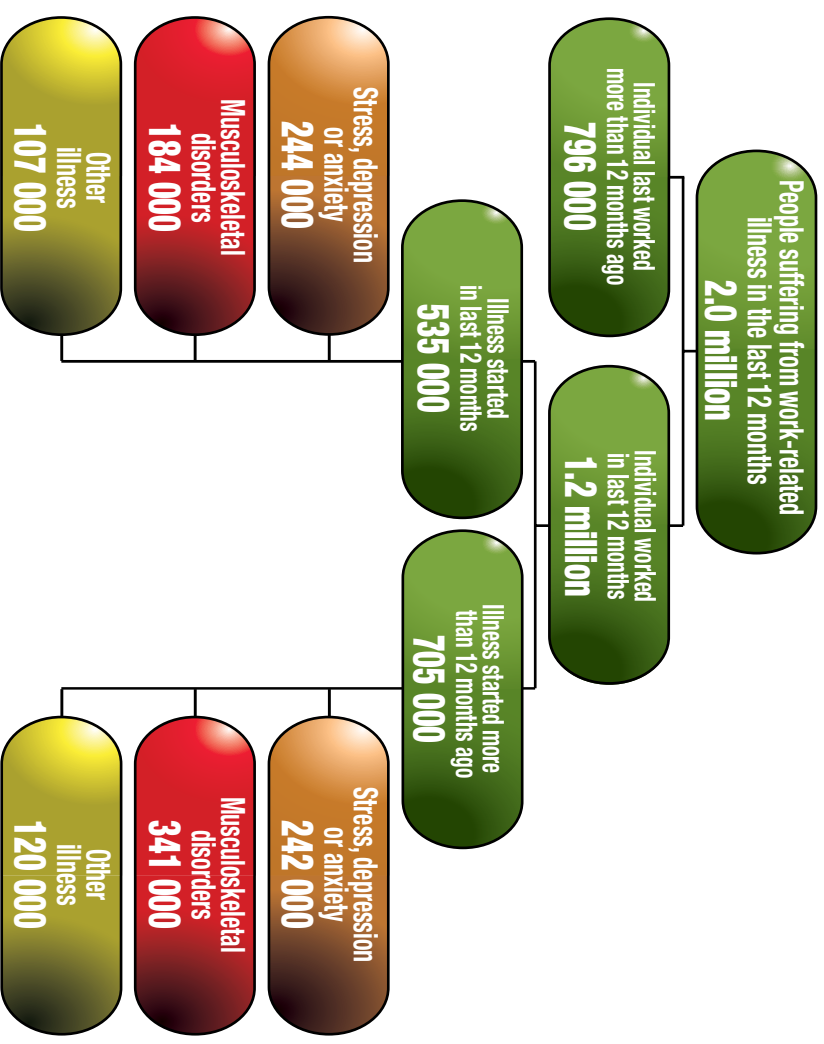 People suffering from work-related
illness in the last 12 months
2.0 million
Individual last worked
more than 12 months ago
796 000
Individual worked
in last 12 months
1.2 million
Illness started
in last 12 months
535 000
Illness started more
than 12 months ago
705 000
Stress, depression
or anxiety
244 000
Musculoskeletal
disorders
184 000
Other
illness
107 000
Stress, depression
or anxiety
242 000
Musculoskeletal
disorders
341 000
Other
illness
120 000